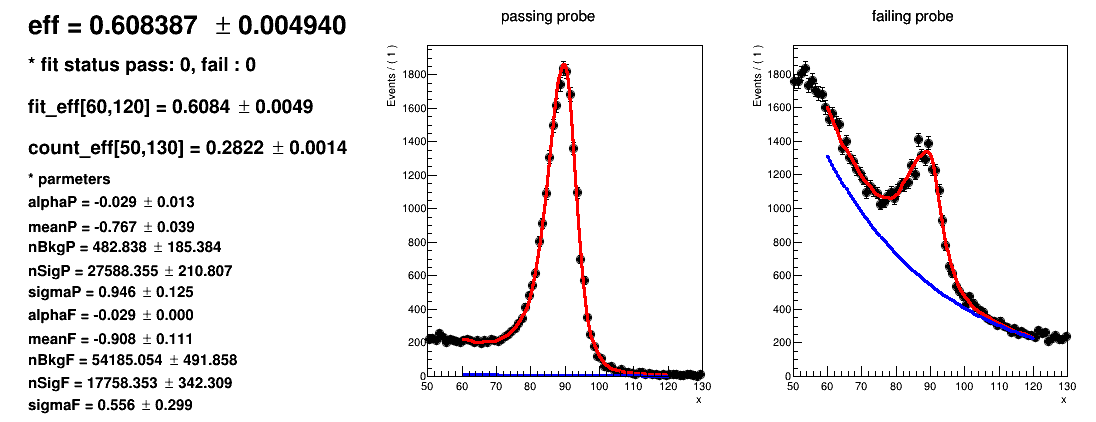 eff = 0.608387 ± 0.004940
* fit status pass: 0, fail : 0
fit_eff[60,120] = 0.6084 ± 0.0049
count_eff[50,130] = 0.2822 ± 0.0014
* parmeters
alphaP = -0.029 ± 0.013
meanP = -0.767 ± 0.039
nBkgP = 482.838 ± 185.384
nSigP = 27588.355 ± 210.807
sigmaP = 0.946 ± 0.125
alphaF = -0.029 ± 0.000
meanF = -0.908 ± 0.111
nBkgF = 54185.054 ± 491.858
nSigF = 17758.353 ± 342.309
sigmaF = 0.556 ± 0.299
passing probe
Events / ( 1 )
1800
1600
1400
1200
1000
800
600
400
200
0
50 60 70 80 90 100 110 120 130
x
failing probe
Events / ( 1 )
1800
1600
1400
1200
1000
800
600
400
200
0
50 60 70 80 90 100 110 120 130
x